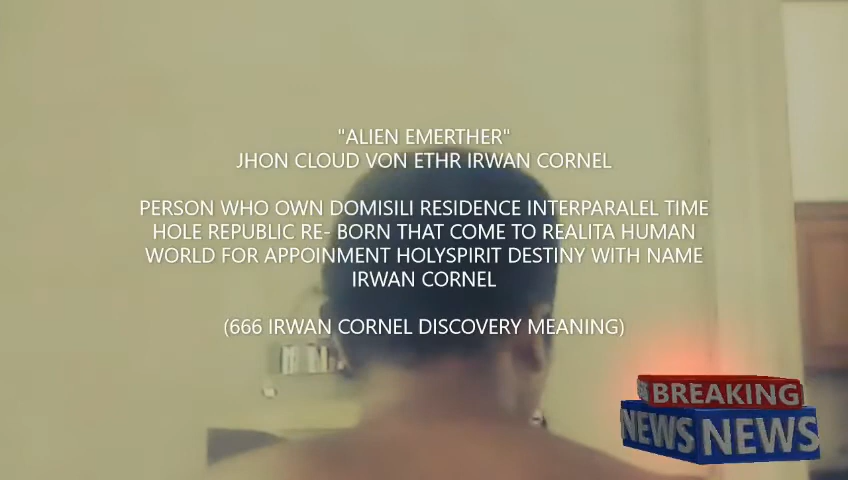 "ALIEN EMERTHER"
JHON CLOUD VON ETHR IRWAN CORNEL
PERSON WHO OWN DOMISILI RESIDENCE INTERPARALEL TIME
HOLE REPUBLIC RE- BORN THAT COME TO REALITA HUMAN
WORLD FOR APPOINMENT HOLYSPIRIT DESTINY WITH NAME
IRWAN CORNEL
(666 IRWAN CORNEL DISCOVERY MEANING)
BREAKING
NEWS NEWS